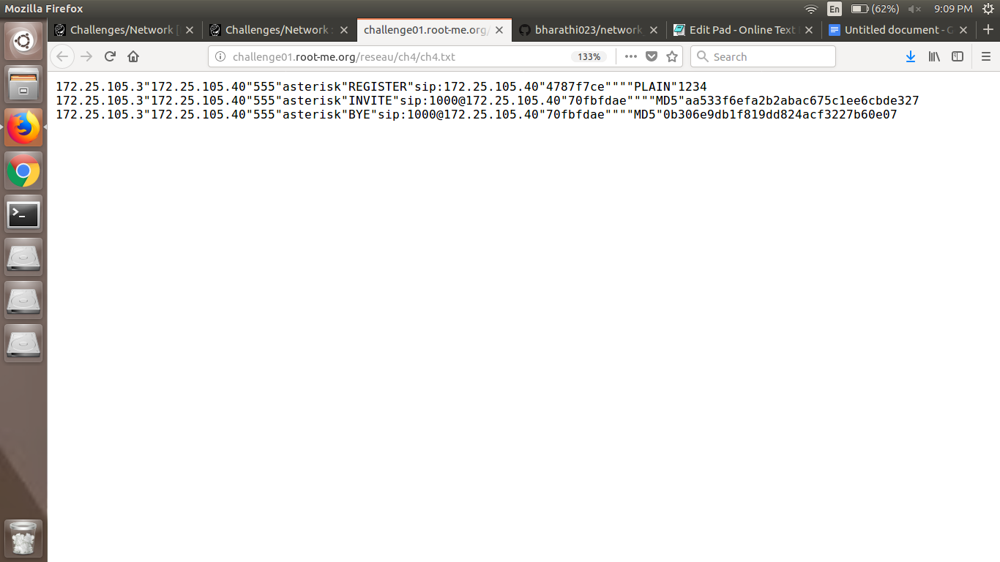 Mozilla Firefox
En
(62%)
9:09 PM
Challenges/Network [
Challenges/Network :
challenge01.root-me.org/
bharathi023/network_
Edit Pad - Online Text
Untitled document - G
challenge01.root-me.org/reseau/ch4/ch4.txt
133%
Search
172.25.105.3"172.25.105.40"555"asterisk"REGISTER"sip:172.25.105.40"4787f7ce""""PLAIN"1234
172.25.105.3"172.25.105.40"555"asterisk"INVITE"sip:1000@172.25.105.40"70fbfdae""""MD5"aa533f6efa2b2abac675c1ee6cbde327
172.25.105.3"172.25.105.40"555"asterisk"BYE"sip:1000@172.25.105.40"70fbfdae""""MD5"0b306e9db1f819dd824acf3227b60e07